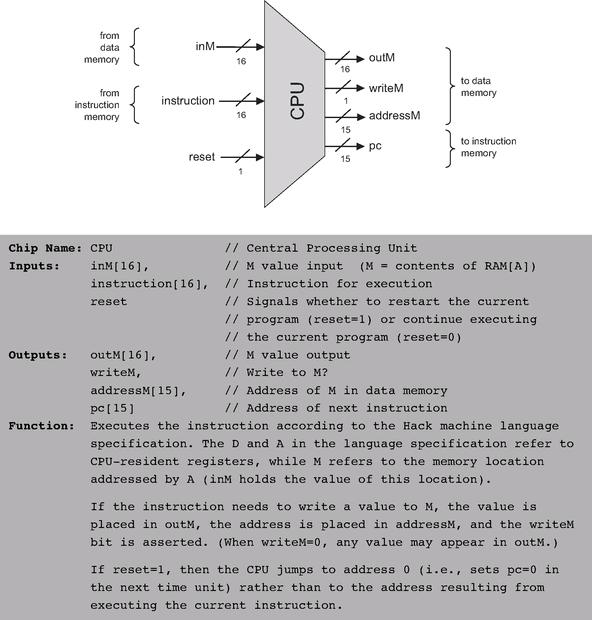 from
data
memory
inM
16
from
instruction
memory
instruction
16
reset
1
CPU
outM
16
writeM
1
addressM
15
pc
15
to data
memory
to instruction
memory
Chip Name: CPU // Central Processing Unit
Inputs: inM[16], // M value input (M = contents of RAM[A])
instruction[16], // Instruction for execution
reset // Signals whether to restart the current
// program (reset=1) or continue executing
// the current program (reset=0)
Outputs: outM[16], // M value output
writeM, // Write to M?
addressM[15], // Address of M in data memory
pc[15] // Address of next instruction
Function: Executes the instruction according to the Hack machine language
specification. The D and A in the language specification refer to
CPU-resident registers, while M refers to the memory location
addressed by A (inM holds the value of this location).
If the instruction needs to write a value to M, the value is
placed in outM, the address is placed in addressM, and the writeM
bit is asserted. (When writeM=0, any value may appear in outM.)
If reset=1, then the CPU jumps to address 0 (i.e., sets pc=0 in
the next time unit) rather than to the address resulting from
executing the current instruction.